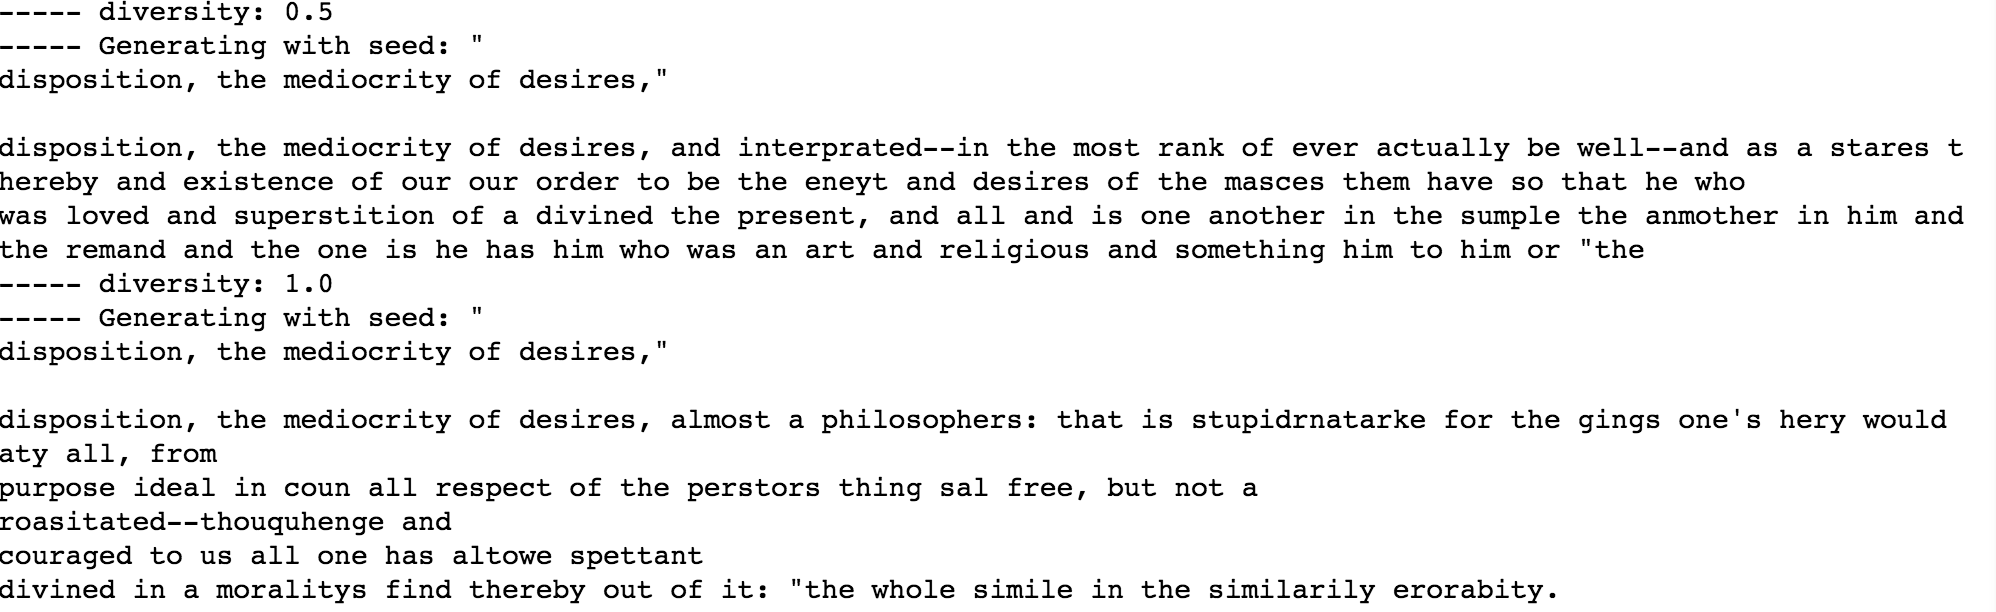 ----- diversity: 0.5
----- Generating with seed: "
disposition, the mediocrity of desires,"
disposition, the mediocrity of desires, and interprated--in the most rank of ever actually be well--and as a stares t
hereby and existence of our our order to be the eneyt and desires of the masces them have so that he who
was loved and superstition of a divined the present, and all and is one another in the sumple the anmother in him and
the remand and the one is he has him who was an art and religious and something him to him or "the
----- diversity: 1.0
----- Generating with seed: "
disposition, the mediocrity of desires,"
disposition, the mediocrity of desires, almost a philosophers: that is stupidrnatarke for the gings one's hery would
aty all, from
purpose ideal in coun all respect of the perstors thing sal free, but not a
roasitated--thouquhenge and
couraged to us all one has altowe spettant
divined in a moralitys find thereby out of it: "the whole simile in the similarily erorabity.